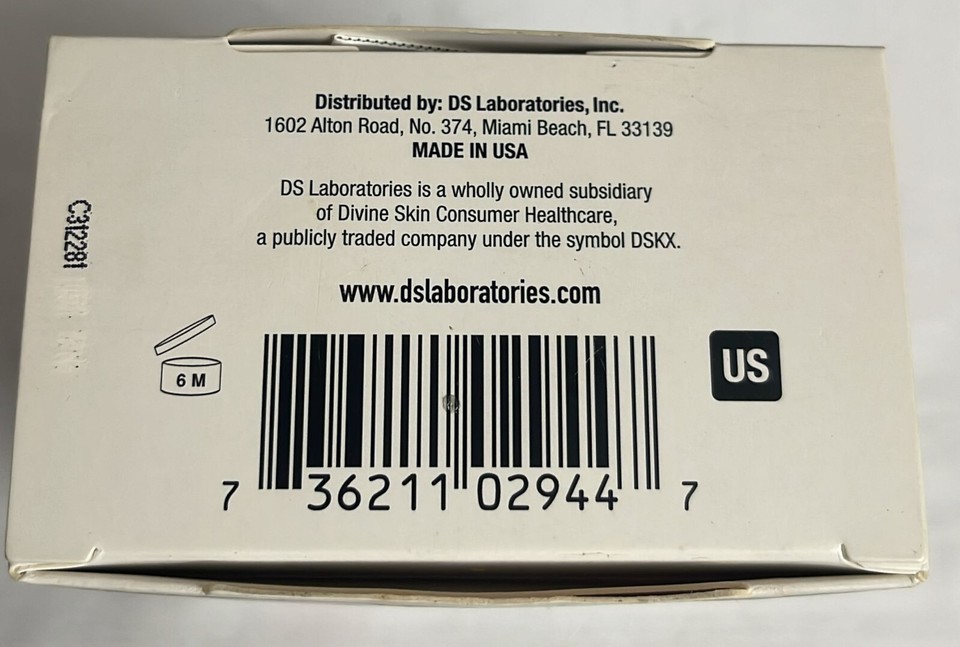 Distributed by: DS Laboratories, Inc.
1602 Alton Road, No. 374, Miami Beach, FL 33139
MADE IN USA
DS Laboratories is a wholly owned subsidiary
of Divine Skin Consumer Healthcare,
a publicly traded company under the symbol DSKX.
www.dslaboratories.com
C312281
6 M
US
7 36211 02944 7